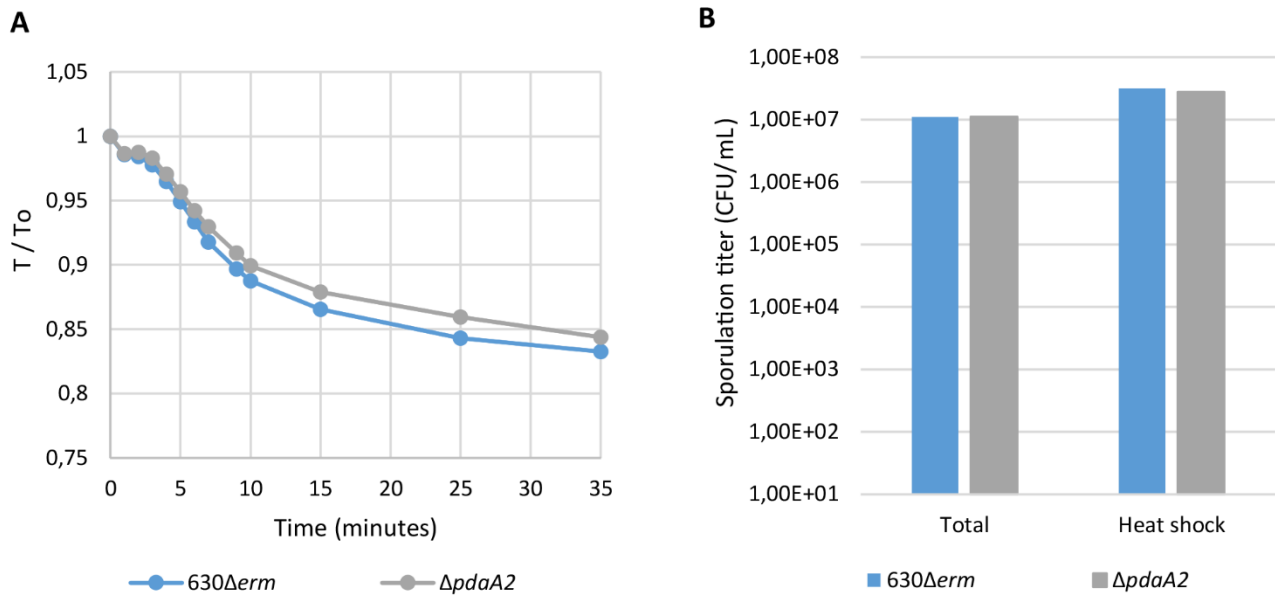 A
1,05
1
0,95
0,9
0,85
0,8
0,75
T / To
0 5 10 15 20 25 30 35
Time (minutes)
630Δerm ΔpdaA2
B
1,00E+08
1,00E+07
1,00E+06
1,00E+05
1,00E+04
1,00E+03
1,00E+02
1,00E+01
Sporulation titer (CFU/mL)
Total Heat shock
630Δerm ΔpdaA2